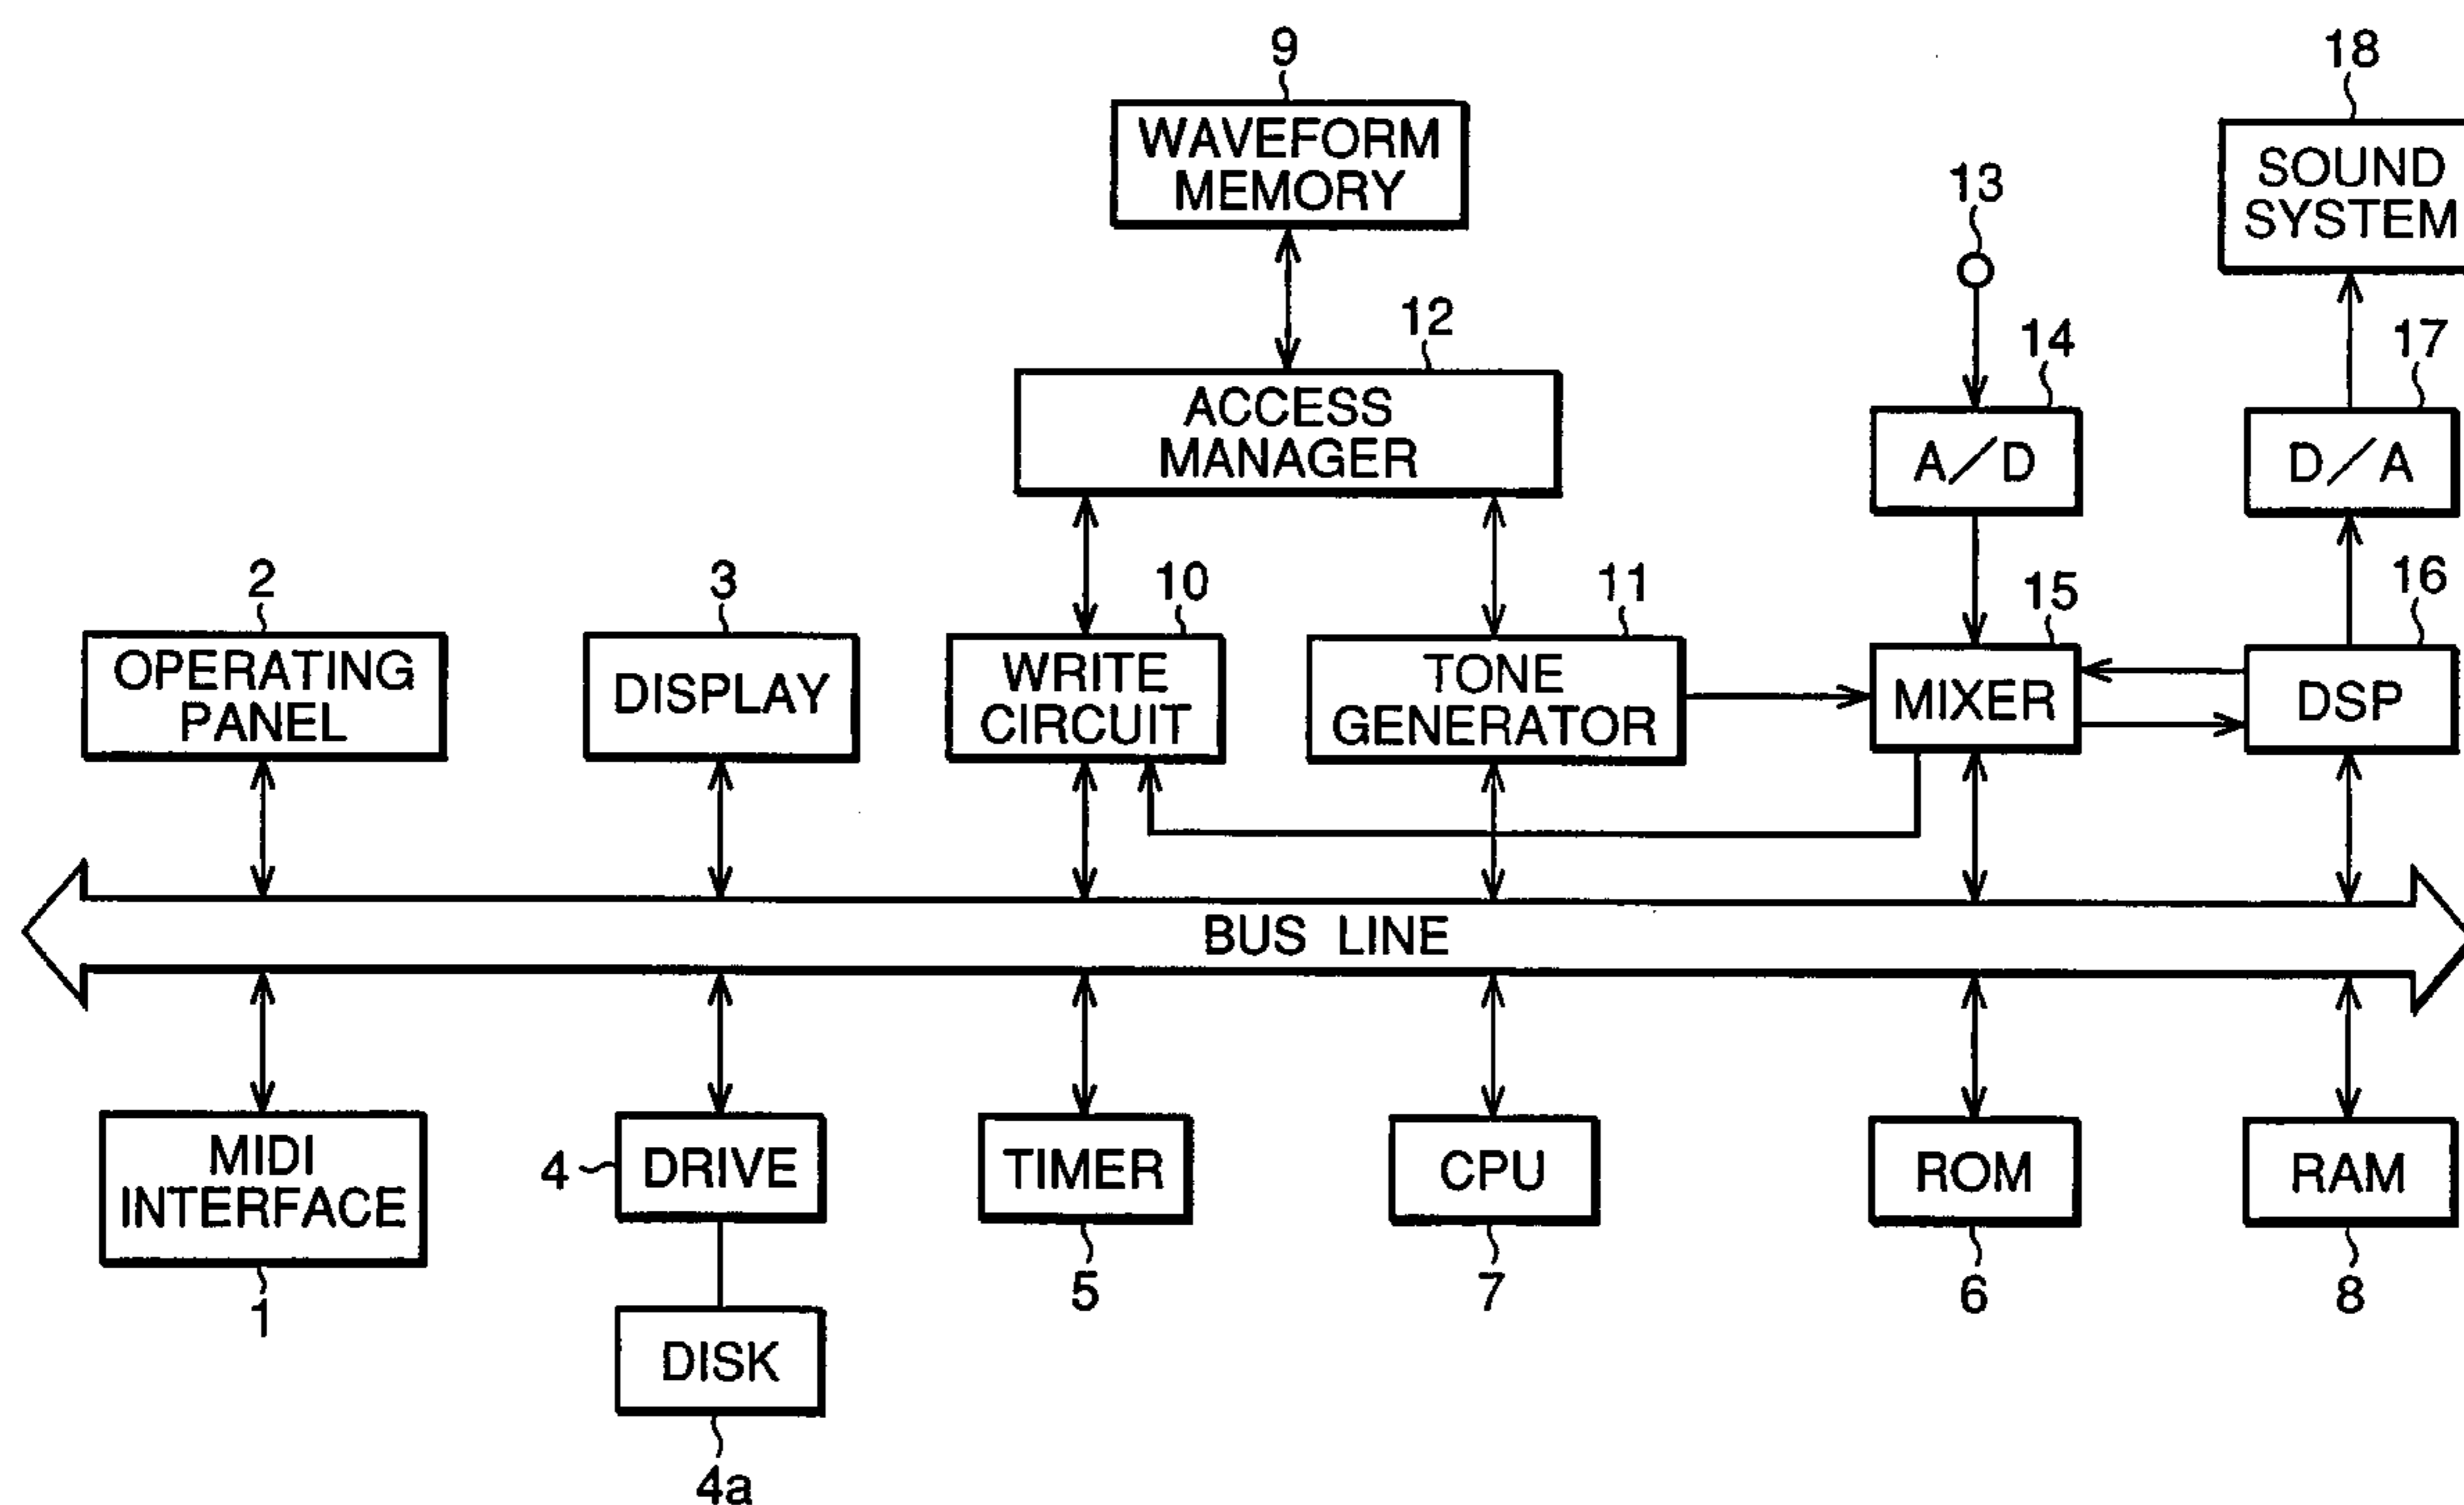 9
WAVEFORM
MEMORY
18
SOUND
SYSTEM
13
12
ACCESS
MANAGER
14
A/D
17
D/A
2
OPERATING
PANEL
3
DISPLAY
10
WRITE
CIRCUIT
11
TONE
GENERATOR
15
MIXER
16
DSP
BUS LINE
MIDI
INTERFACE
1
4
DRIVE
DISK
4a
TIMER
5
CPU
7
ROM
6
RAM
8